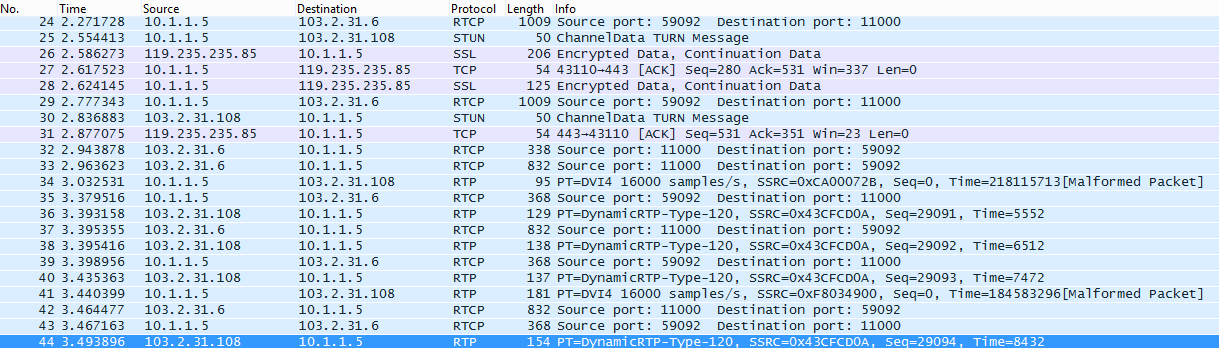 No. Time Source Destination Protocol Length Info
24 2.271728 10.1.1.5 103.2.31.6 RTCP 1009 Source port: 59092 Destination port: 11000
25 2.554413 10.1.1.5 103.2.31.108 STUN 50 ChannelData TURN Message
26 2.586273 119.235.235.85 10.1.1.5 SSL 206 Encrypted Data, Continuation Data
27 2.617523 10.1.1.5 119.235.235.85 TCP 54 43110→443 [ACK] Seq=280 Ack=531 Win=337 Len=0
28 2.624145 10.1.1.5 119.235.235.85 SSL 125 Encrypted Data, Continuation Data
29 2.777343 10.1.1.5 103.2.31.6 RTCP 1009 Source port: 59092 Destination port: 11000
30 2.836883 103.2.31.108 10.1.1.5 STUN 50 ChannelData TURN Message
31 2.877075 119.235.235.85 10.1.1.5 TCP 54 443→43110 [ACK] Seq=531 Ack=351 Win=23 Len=0
32 2.943878 103.2.31.6 10.1.1.5 RTCP 338 Source port: 11000 Destination port: 59092
33 2.963623 103.2.31.6 10.1.1.5 RTCP 832 Source port: 11000 Destination port: 59092
34 3.032531 10.1.1.5 103.2.31.108 RTP 95 PT=DVI4 16000 samples/s, SSRC=0xCA00072B, Seq=0, Time=218115713[Malformed Packet]
35 3.379516 10.1.1.5 103.2.31.6 RTCP 368 Source port: 59092 Destination port: 11000
36 3.393158 103.2.31.108 10.1.1.5 RTP 129 PT=DynamicRTP-Type-120, SSRC=0x43CFCD0A, Seq=29091, Time=5552
37 3.395355 103.2.31.6 10.1.1.5 RTCP 832 Source port: 11000 Destination port: 59092
38 3.395416 103.2.31.108 10.1.1.5 RTP 138 PT=DynamicRTP-Type-120, SSRC=0x43CFCD0A, Seq=29092, Time=6512
39 3.398956 10.1.1.5 103.2.31.6 RTCP 368 Source port: 59092 Destination port: 11000
40 3.435363 103.2.31.108 10.1.1.5 RTP 137 PT=DynamicRTP-Type-120, SSRC=0x43CFCD0A, Seq=29093, Time=7472
41 3.440399 10.1.1.5 103.2.31.108 RTP 181 PT=DVI4 16000 samples/s, SSRC=0xF8034900, Seq=0, Time=184583296[Malformed Packet]
42 3.464477 103.2.31.6 10.1.1.5 RTCP 832 Source port: 11000 Destination port: 59092
43 3.467163 10.1.1.5 103.2.31.6 RTCP 368 Source port: 59092 Destination port: 11000
44 3.493896 103.2.31.108 10.1.1.5 RTP 154 PT=DynamicRTP-Type-120, SSRC=0x43CFCD0A, Seq=29094, Time=8432